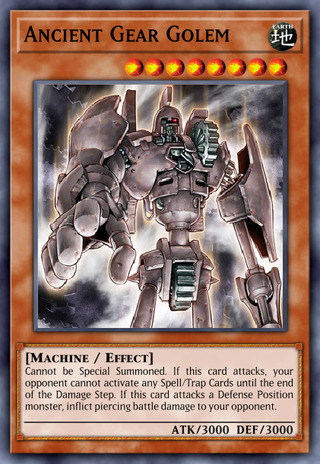 Ancient Gear Golem
EARTH
地
[Machine / Effect]
Cannot be Special Summoned. If this card attacks, your
opponent cannot activate any Spell/Trap Cards until the end
of the Damage Step. If this card attacks a Defense Position
monster, inflict piercing battle damage to your opponent.
ATK/3000 DEF/3000